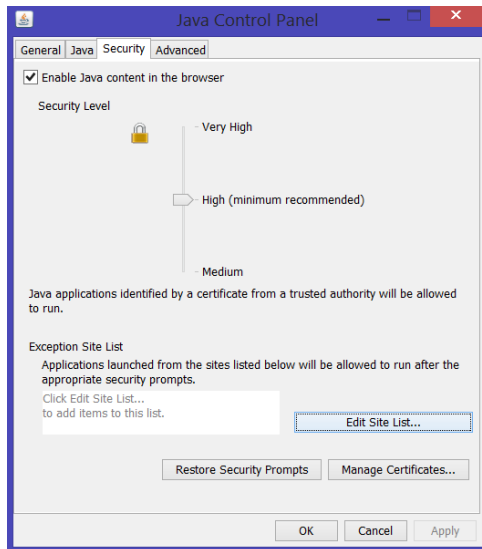 Java Control Panel
General Java Security Advanced
Enable Java content in the browser
Security Level
Very High
High (minimum recommended)
Medium
Java applications identified by a certificate from a trusted authority will be allowed
to run.
Exception Site List
Applications launched from the sites listed below will be allowed to run after the
appropriate security prompts.
Click Edit Site List...
to add items to this list.
Edit Site List...
Restore Security Prompts Manage Certificates...
OK Cancel Apply